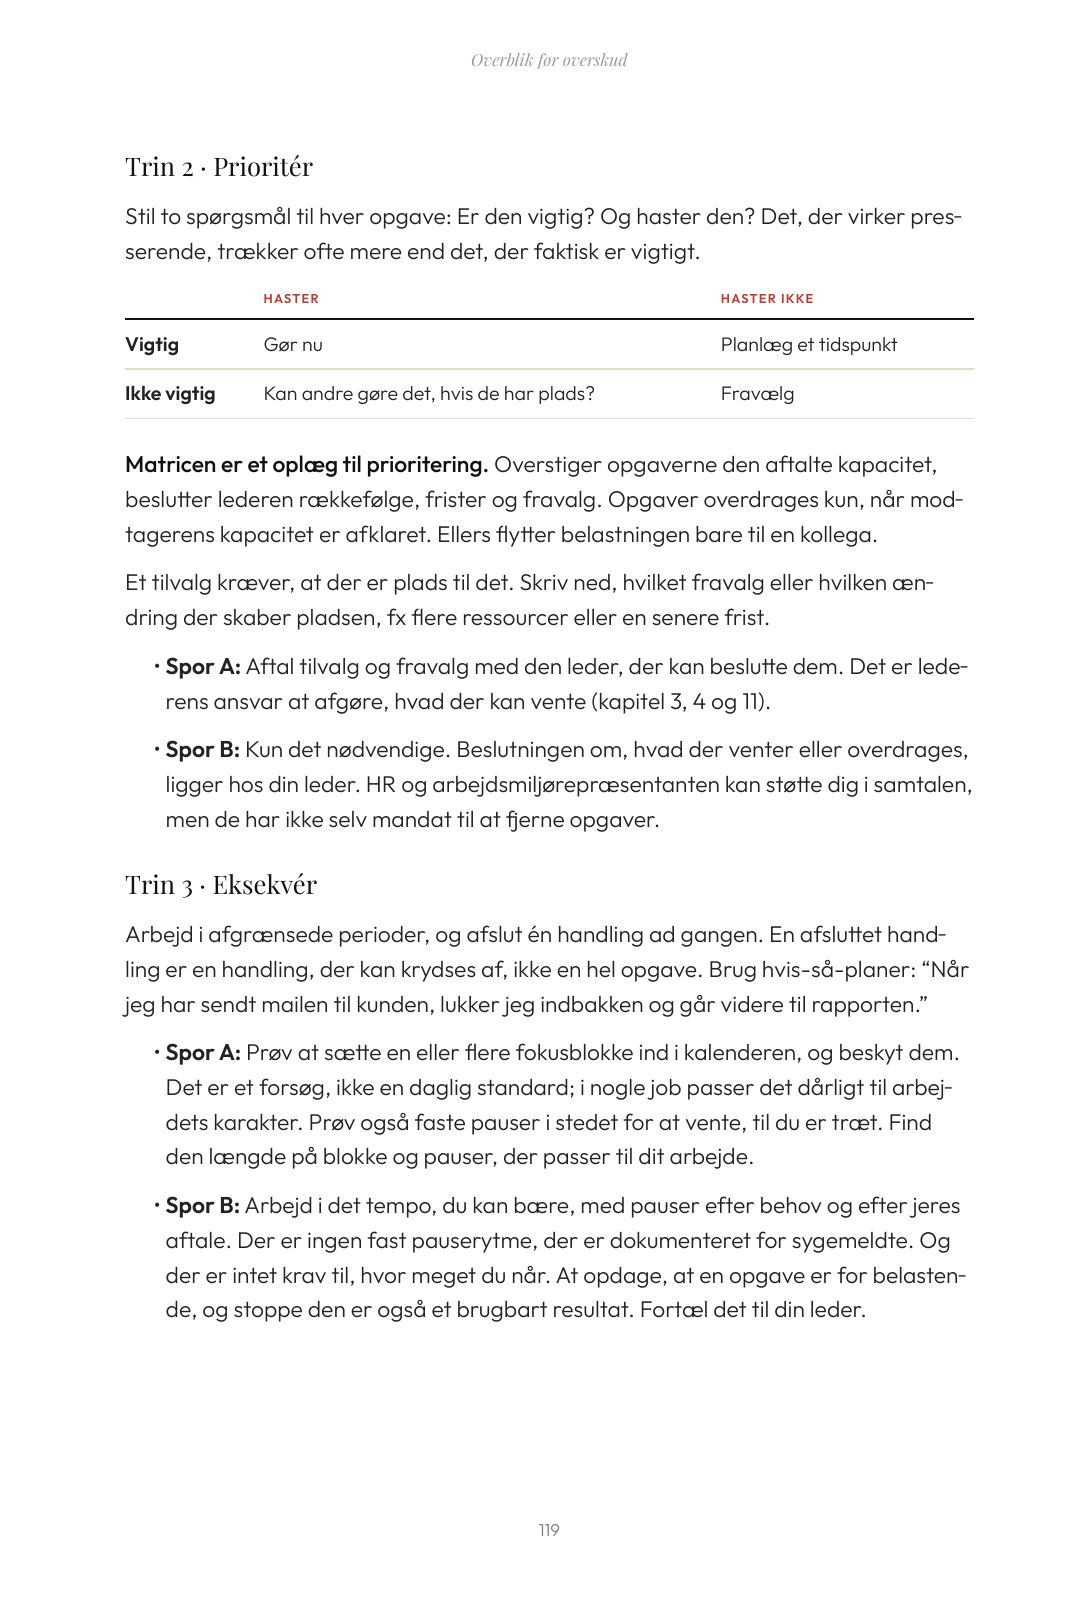 Overblik før overskud
Trin 2 · Prioritér
Stil to spørgsmål til hver opgave: Er den vigtig? Og haster den? Det, der virker pres-
serende, trækker ofte mere end det, der faktisk er vigtigt.
HASTER HASTER IKKE
Vigtig Gør nu Planlæg et tidspunkt
Ikke vigtig Kan andre gøre det, hvis de har plads? Fravælg
Matricen er et oplæg til prioritering. Overstiger opgaverne den aftalte kapacitet,
beslutter lederen rækkefølge, frister og fravalg. Opgaver overdrages kun, når mod-
tagerens kapacitet er afklaret. Ellers flytter belastningen bare til en kollega.
Et tilvalg kræver, at der er plads til det. Skriv ned, hvilket fravalg eller hvilken æn-
dring der skaber pladsen, fx flere ressourcer eller en senere frist.
· Spor A: Aftal tilvalg og fravalg med den leder, der kan beslutte dem. Det er lede-
rens ansvar at afgøre, hvad der kan vente (kapitel 3, 4 og 11).
· Spor B: Kun det nødvendige. Beslutningen om, hvad der venter eller overdrages,
ligger hos din leder. HR og arbejdsmiljørepræsentanten kan støtte dig i samtalen,
men de har ikke selv mandat til at fjerne opgaver.
Trin 3 · Eksekvér
Arbejd i afgrænsede perioder, og afslut én handling ad gangen. En afsluttet hand-
ling er en handling, der kan krydses af, ikke en hel opgave. Brug hvis-så-planer: “Når
jeg har sendt mailen til kunden, lukker jeg indbakken og går videre til rapporten.”
· Spor A: Prøv at sætte en eller flere fokusblokke ind i kalenderen, og beskyt dem.
Det er et forsøg, ikke en daglig standard; i nogle job passer det dårligt til arbej-
dets karakter. Prøv også faste pauser i stedet for at vente, til du er træt. Find
den længde på blokke og pauser, der passer til dit arbejde.
· Spor B: Arbejd i det tempo, du kan bære, med pauser efter behov og efter jeres
aftale. Der er ingen fast pauserytme, der er dokumenteret for sygemeldte. Og
der er intet krav til, hvor meget du når. At opdage, at en opgave er for belasten-
de, og stoppe den er også et brugbart resultat. Fortæl det til din leder.
119